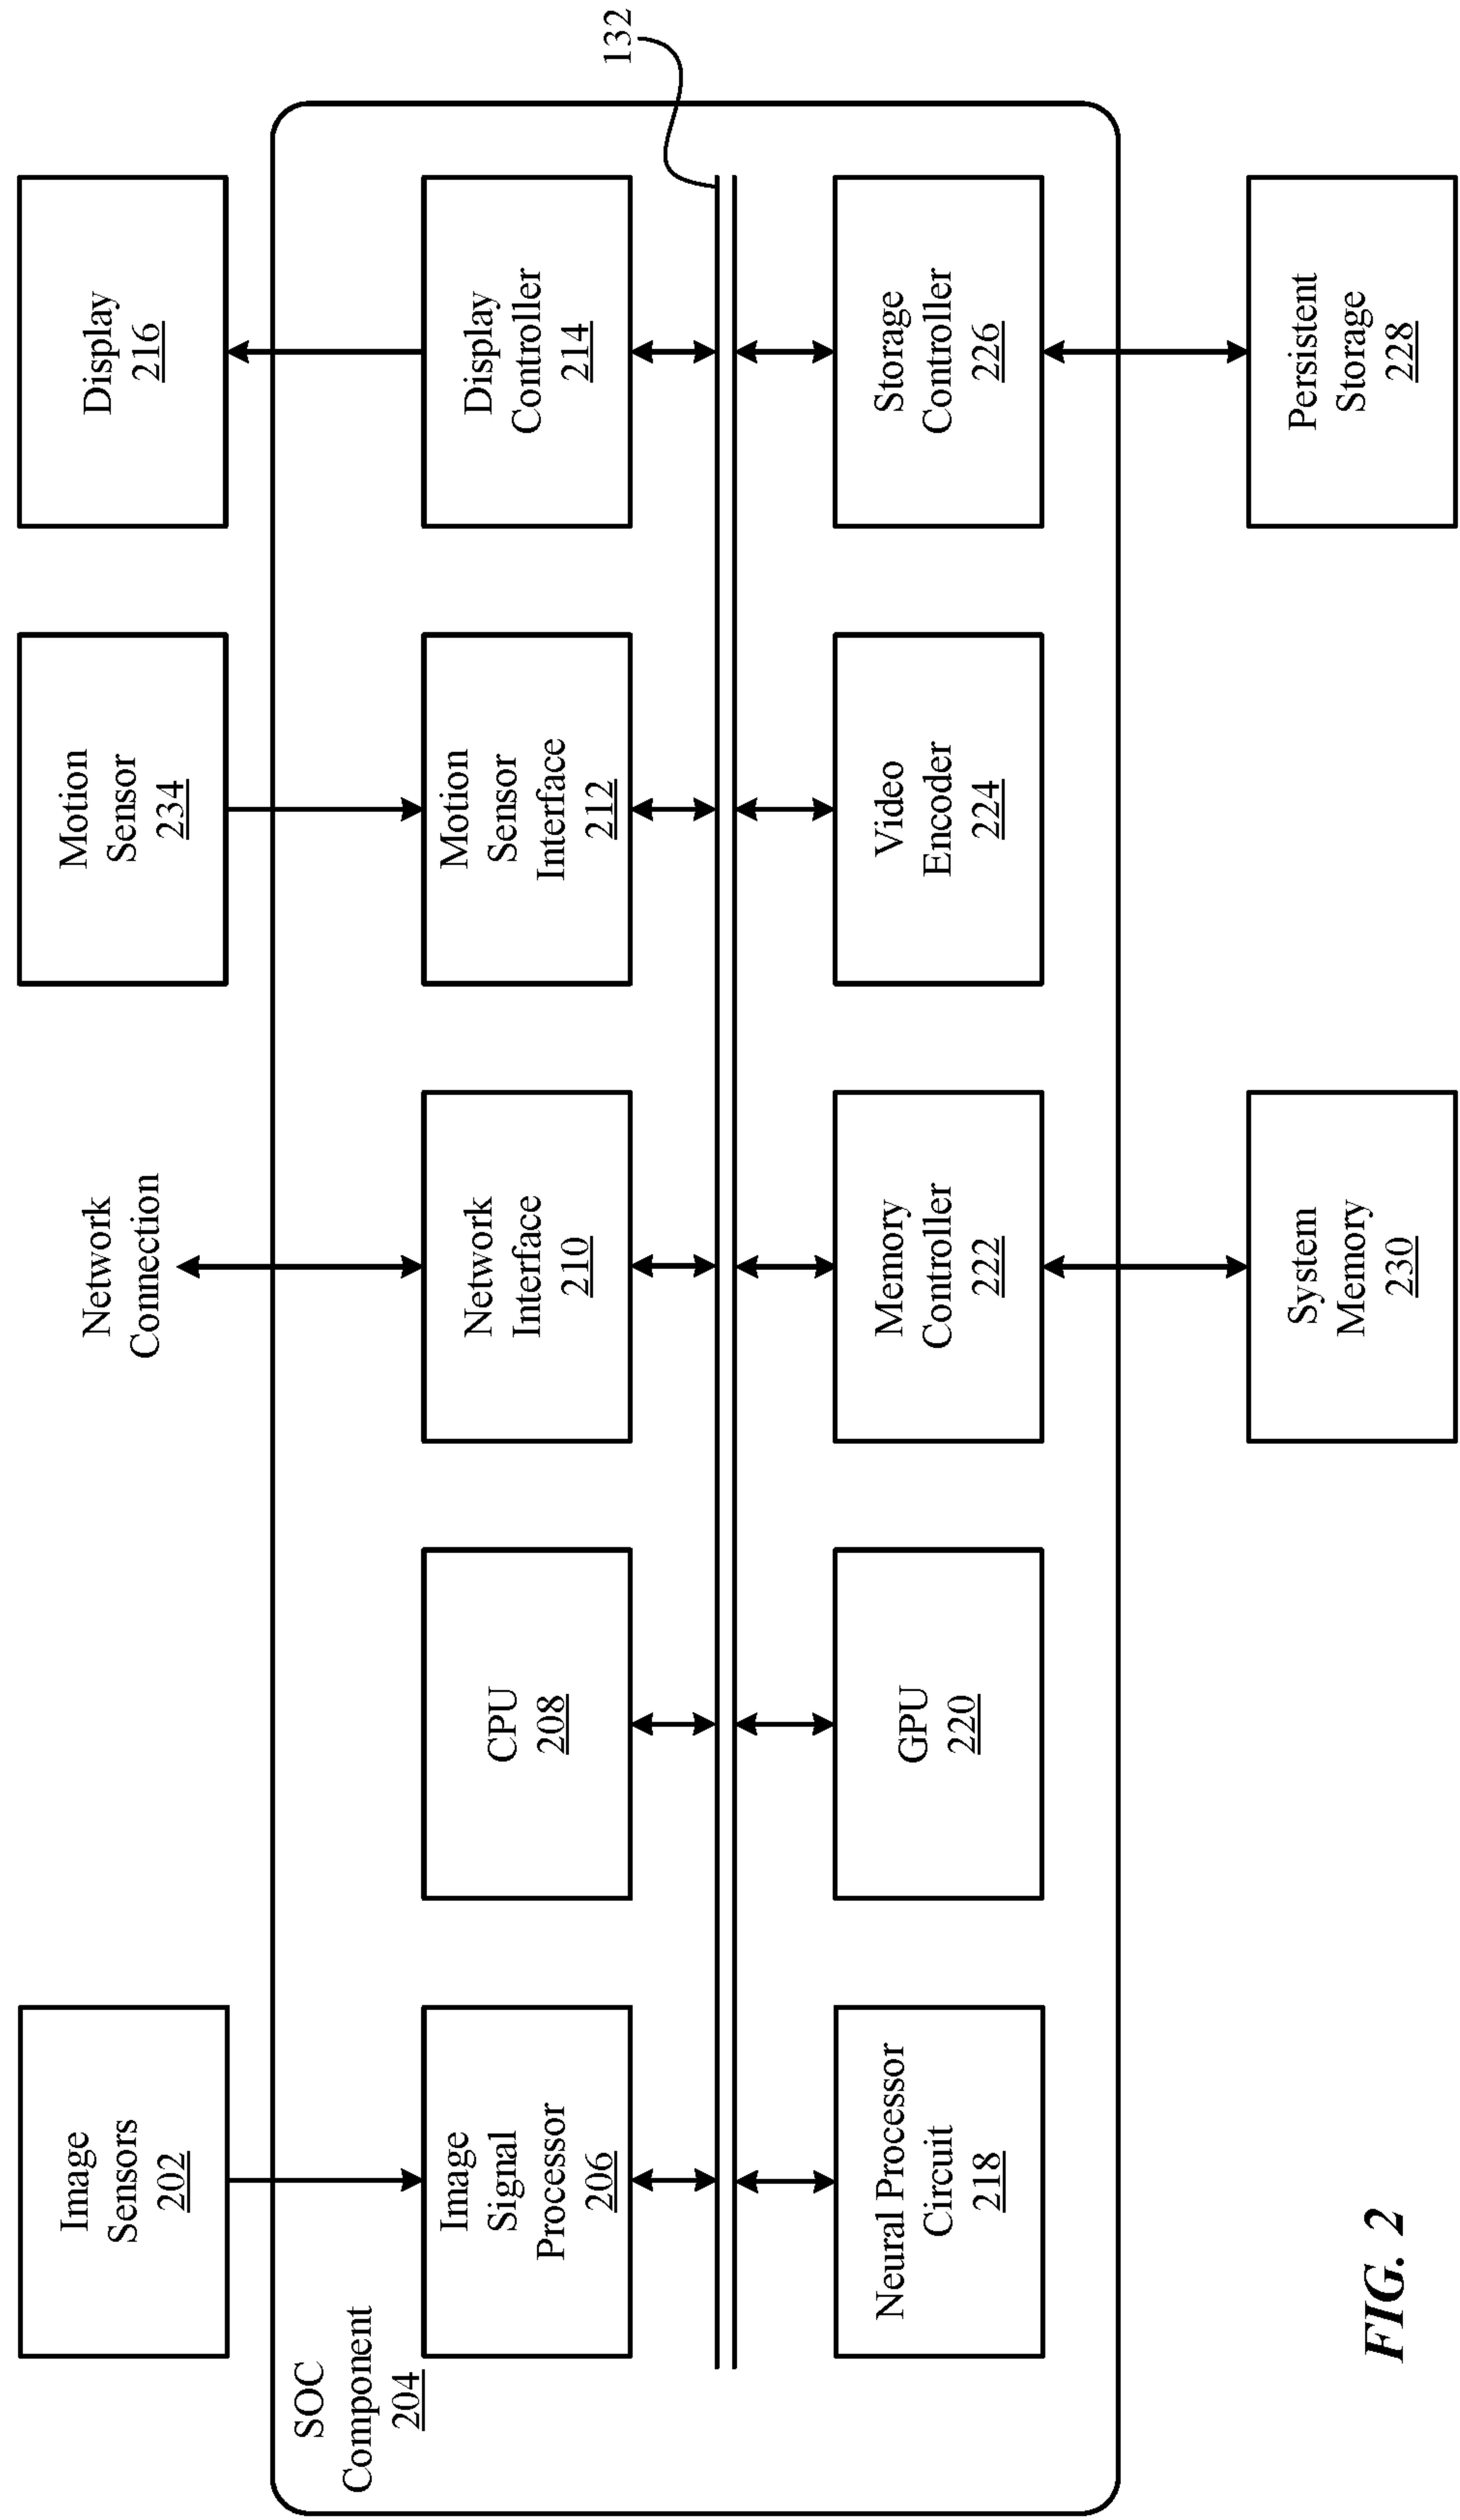 Image
Sensors
202
Network
Connection
Motion
Sensor
234
Display
216
SOC
Component
204
Image
Signal
Processor
206
CPU
208
Network
Interface
210
Motion
Sensor
Interface
212
Display
Controller
214
132
Neural Processor
Circuit
218
GPU
220
Memory
Controller
222
Video
Encoder
224
Storage
Controller
226
System
Memory
230
Persistent
Storage
228
FIG. 2